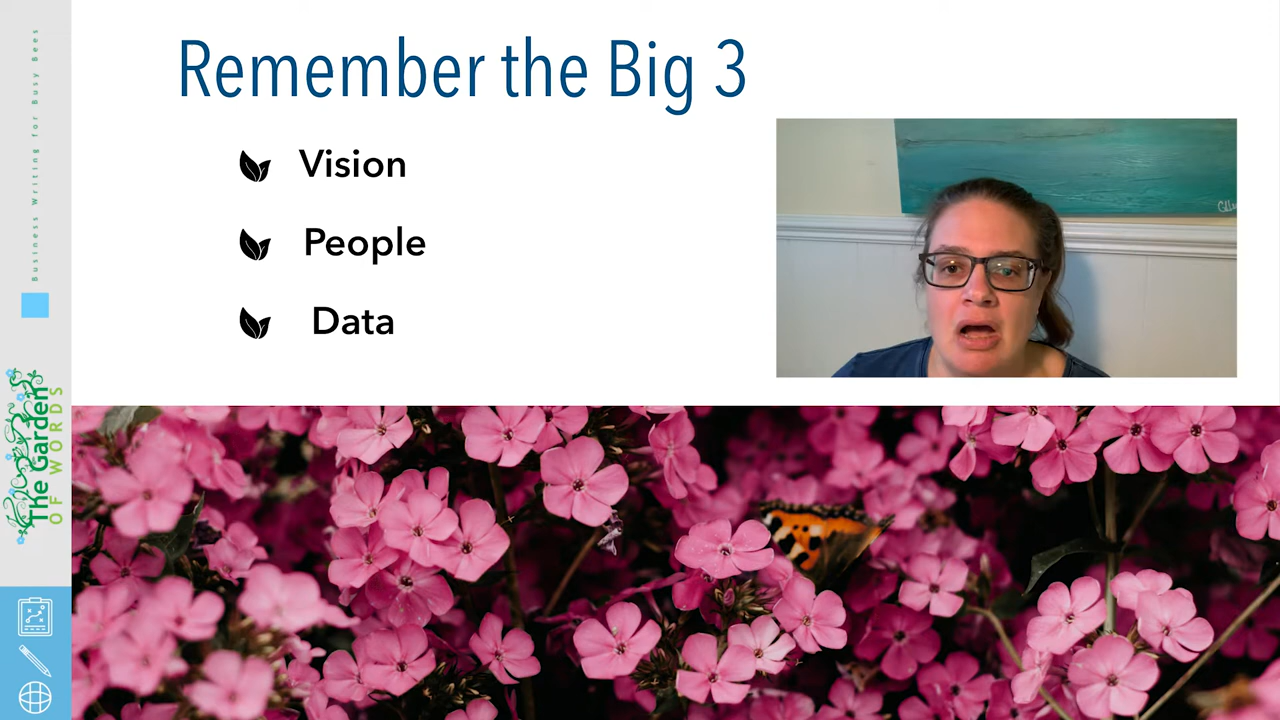 Remember the Big 3
Vision
People
Data
Business Writing for Busy Bees
The Garden
OF WORDS